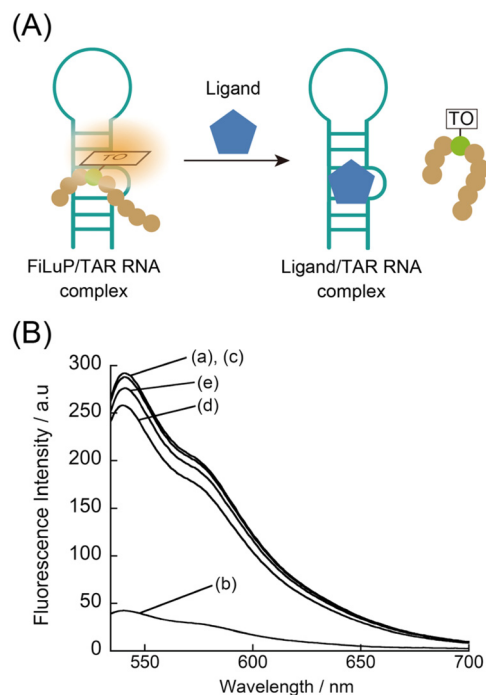 (A)
Ligand
TO
TO
FiLuP/TAR RNA
complex
Ligand/TAR RNA
complex
(B)
300
250
200
150
100
50
0
Fluorescence Intensity / a.u
(a), (c)
(e)
(d)
(b)
550
600
650
700
Wavelength / nm